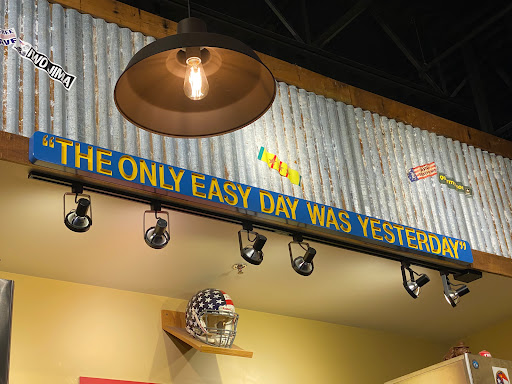 IWO JIMA
"THE ONLY EASY DAY WAS YESTERDAY"